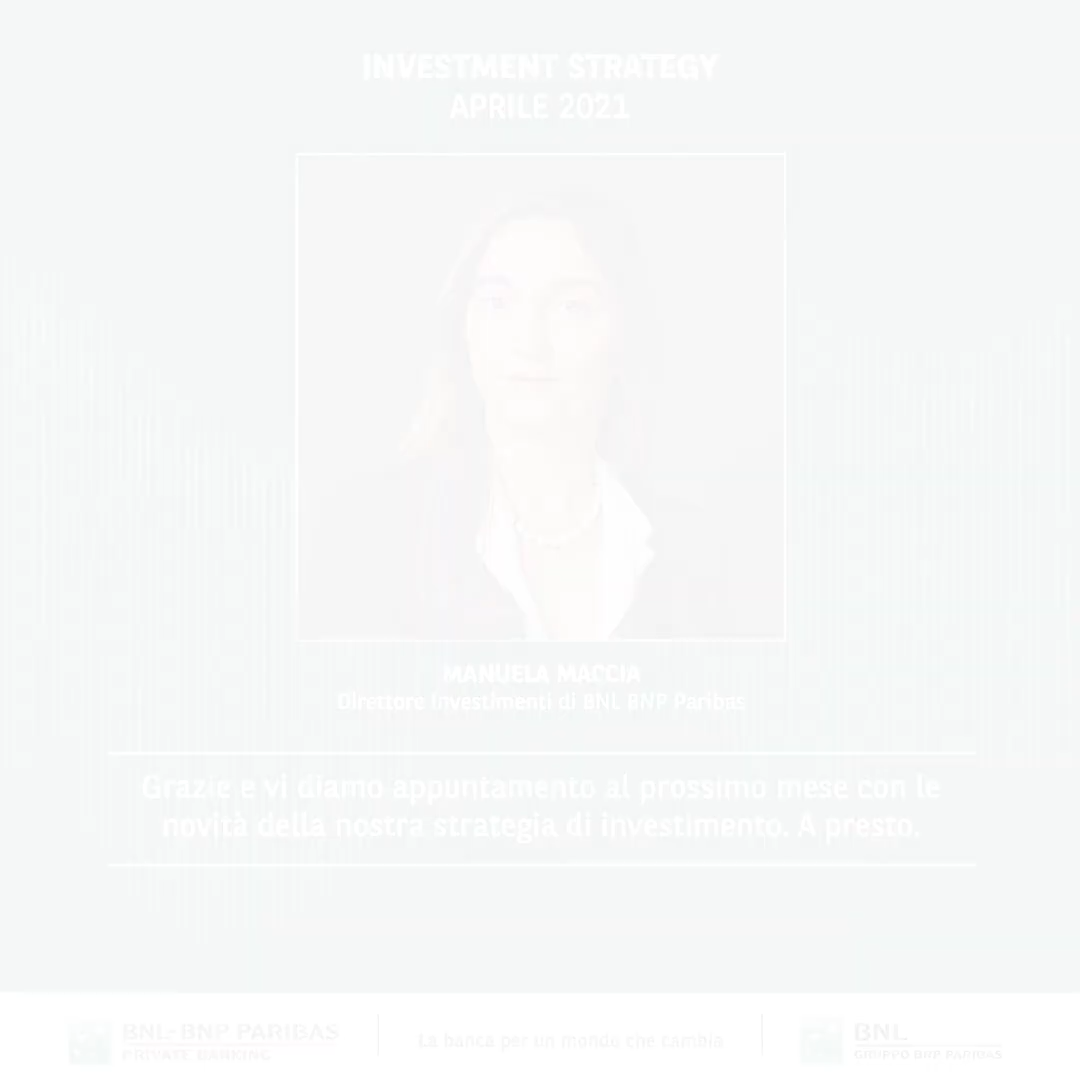 INVESTMENT STRATEGY
APRILE 2021
MANUELA MACCIA
Direttore Investimenti di BNL BNP Paribas
Grazie e vi diamo appuntamento al prossimo mese con le
novità della nostra strategia di investimento. A presto.
BNL-BNP PARIBAS
PRIVATE BANKING
La banca per un mondo che cambia
BNL
GRUPPO BNP PARIBAS